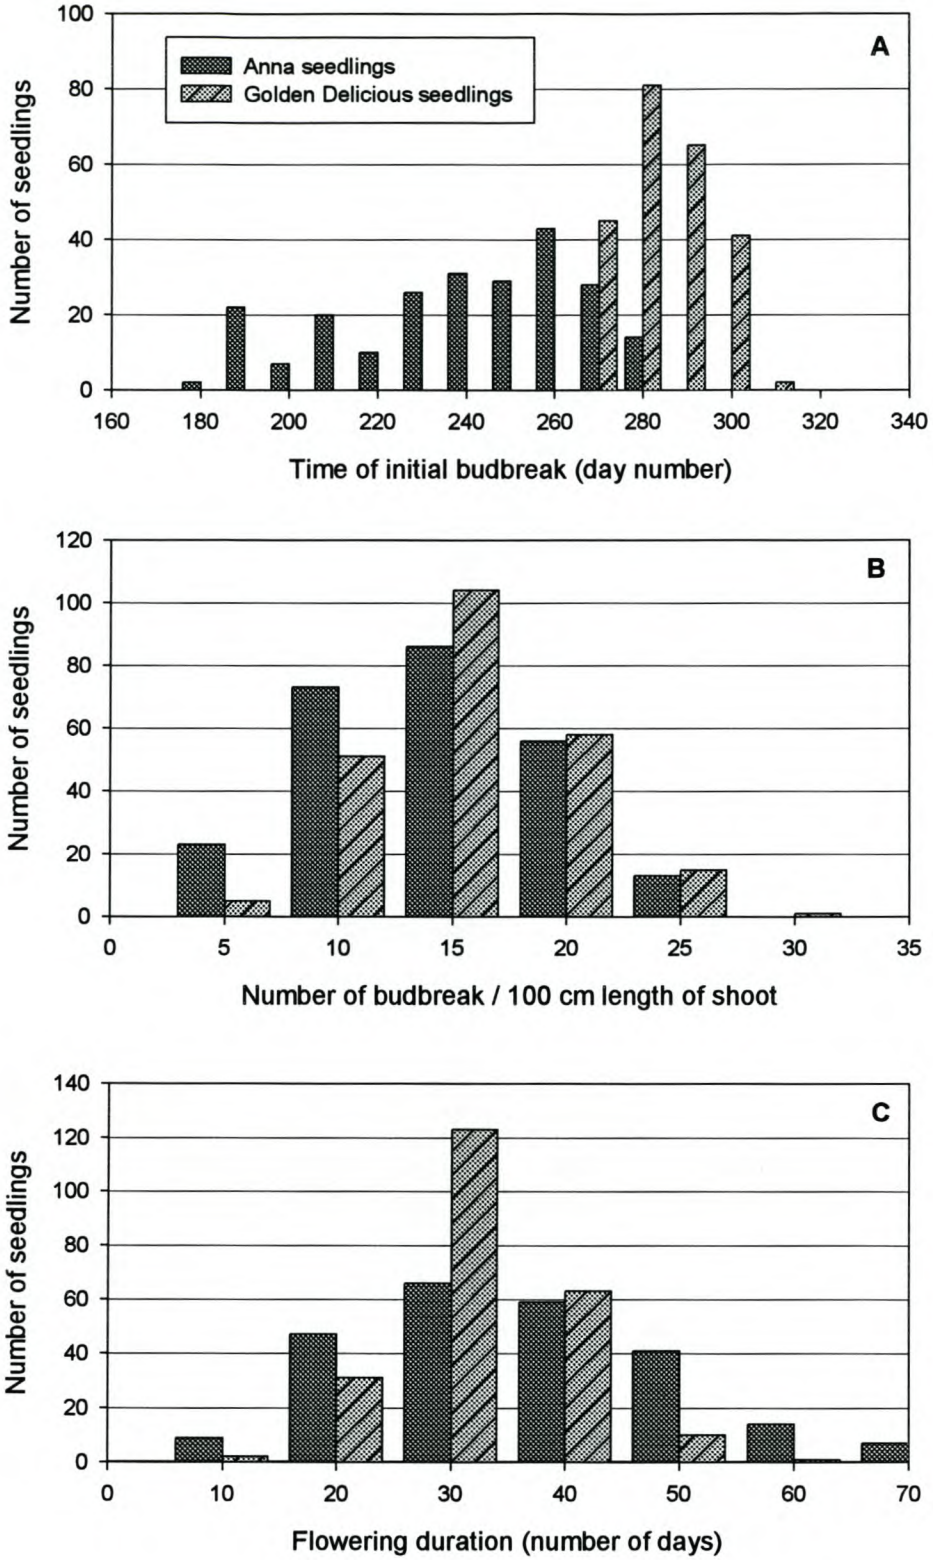 100
A
Anna seedlings
Golden Delicious seedlings
80
60
40
20
0
Number of seedlings
160 180 200 220 240 260 280 300 320 340
Time of initial budbreak (day number)
120
B
100
80
60
40
20
0
Number of seedlings
0 5 10 15 20 25 30 35
Number of budbreak / 100 cm length of shoot
140
C
120
100
80
60
40
20
0
Number of seedlings
0 10 20 30 40 50 60 70
Flowering duration (number of days)